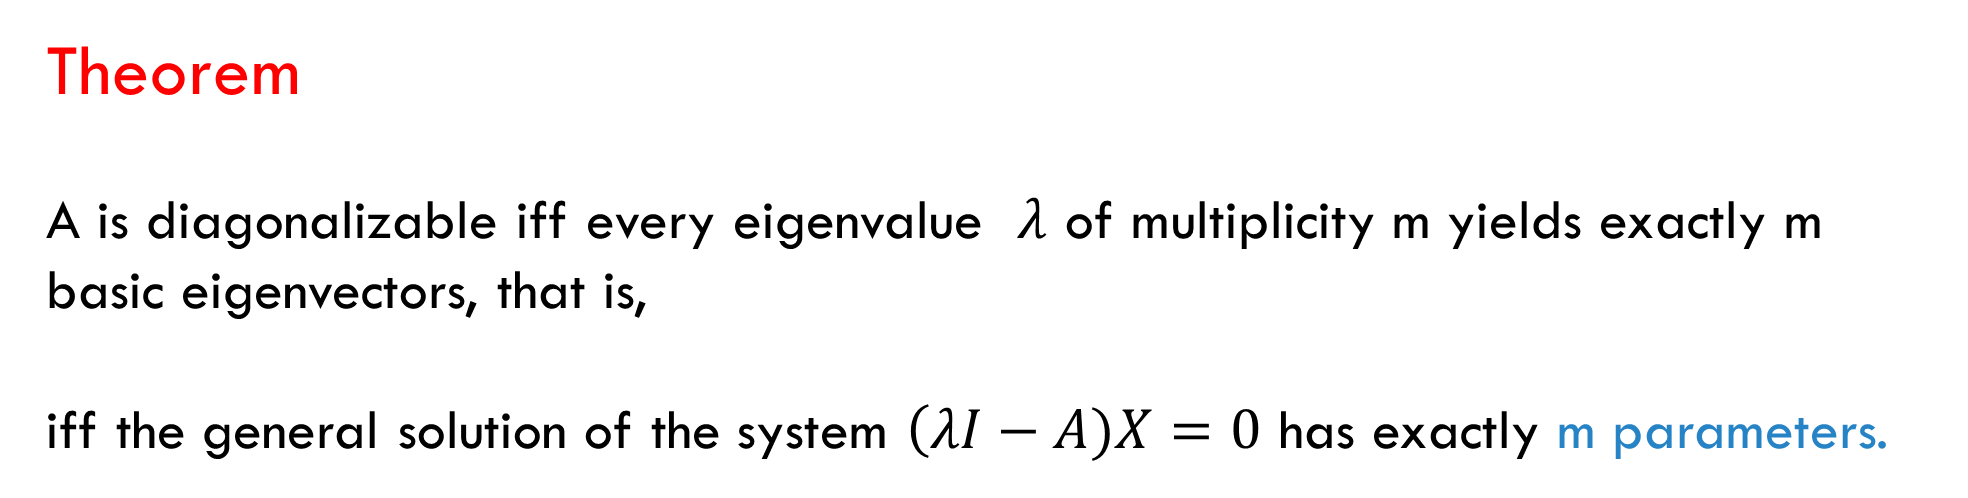 Theorem
A is diagonalizable iff every eigenvalue λ of multiplicity m yields exactly m
basic eigenvectors, that is,
iff the general solution of the system (λI − A)X = 0 has exactly m parameters.